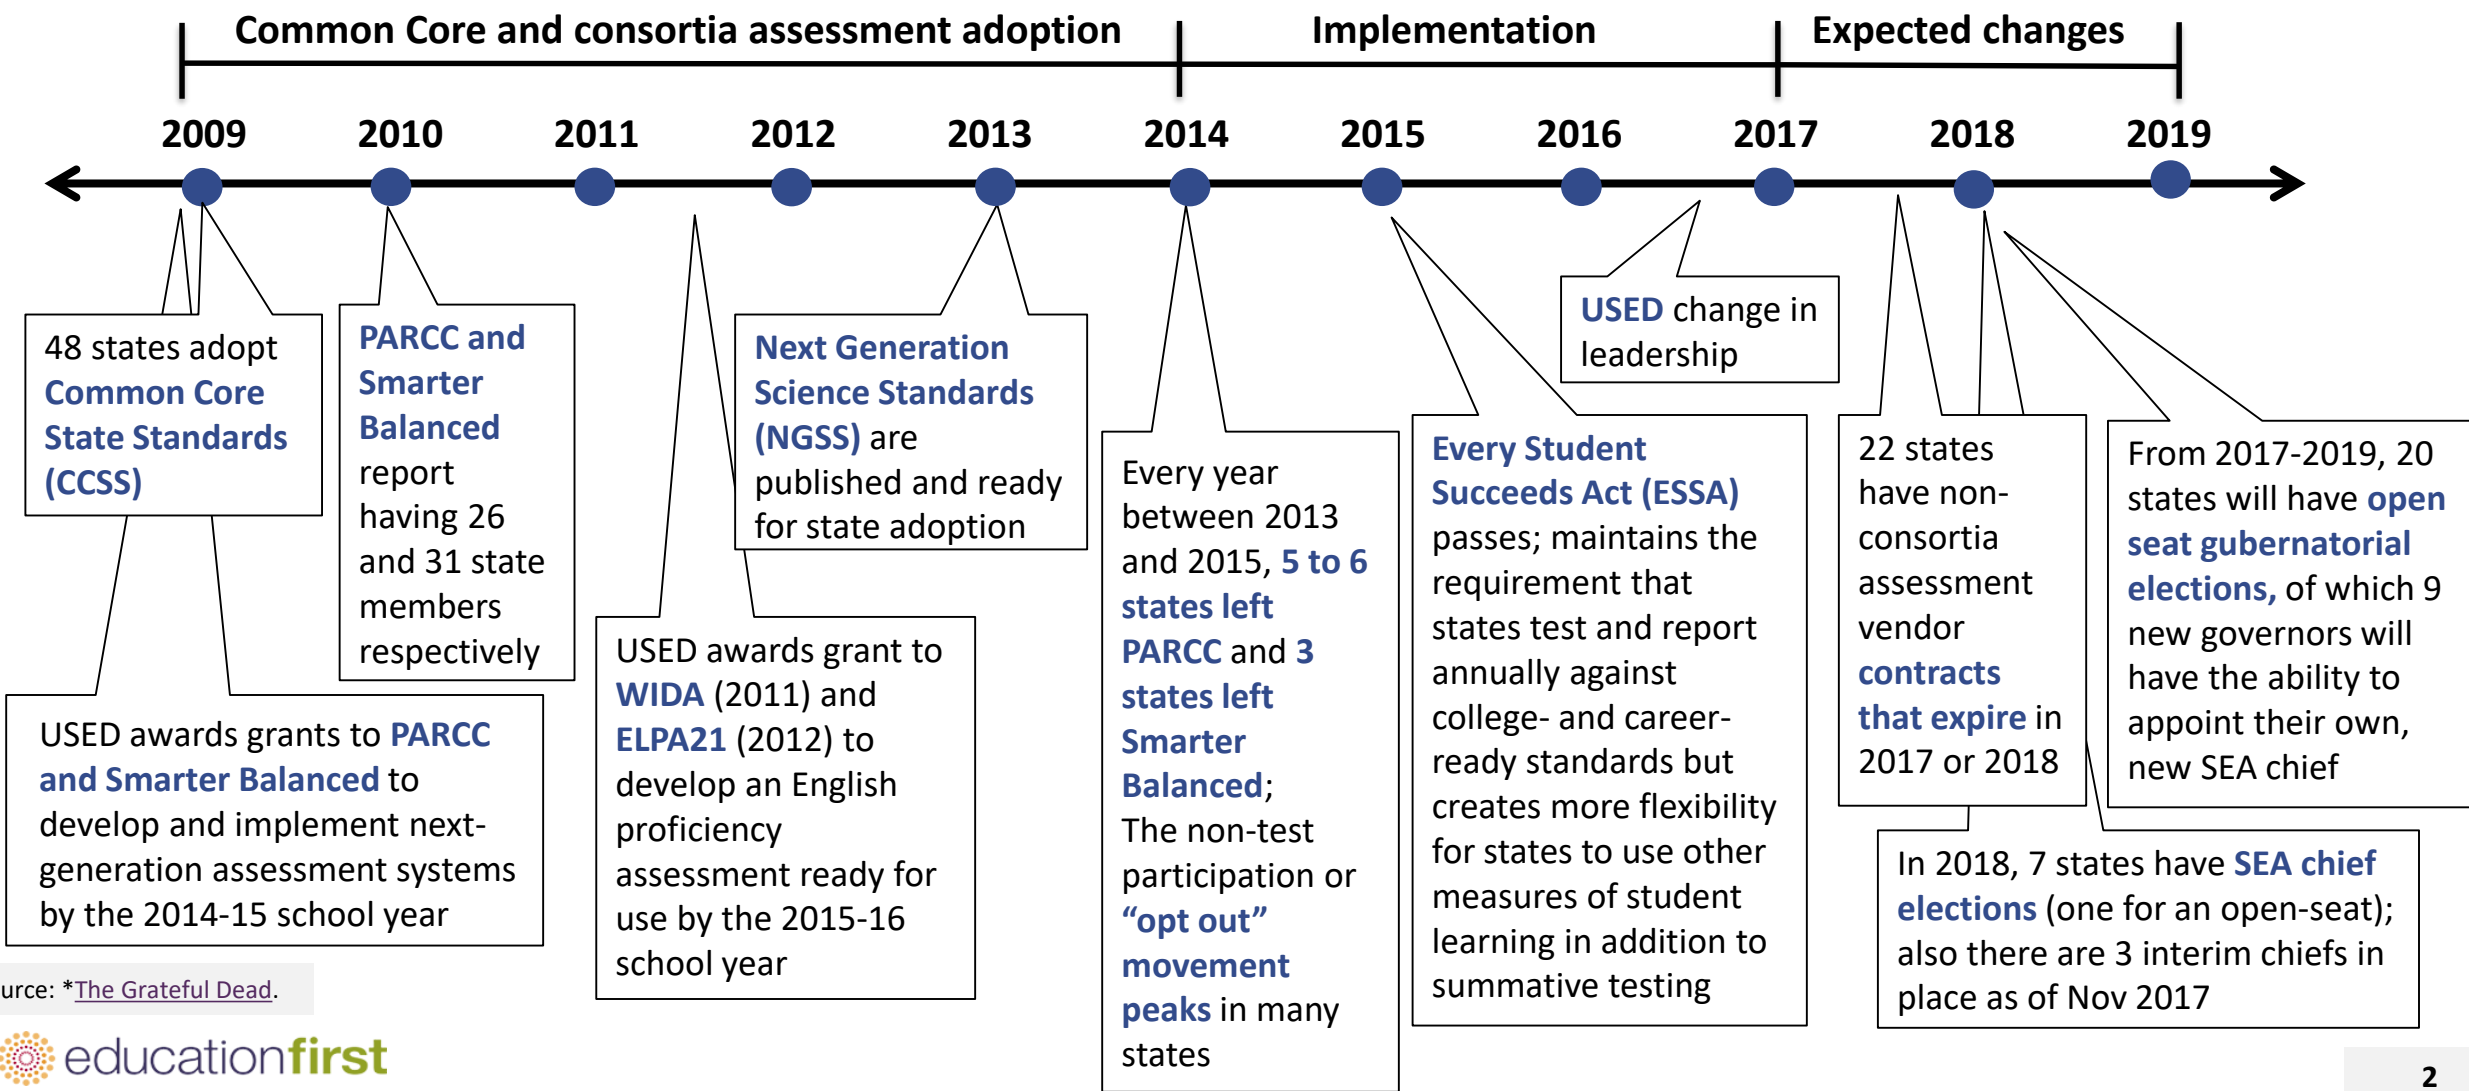 Common Core and consortia assessment adoption
Implementation
Expected changes
2009
2010
2011
2012
2013
2014
2015
2016
2017
2018
2019
48 states adopt
Common Core
State Standards
(CCSS)
USED awards grants to PARCC
and Smarter Balanced to
develop and implement next-
generation assessment systems
by the 2014-15 school year
PARCC and
Smarter
Balanced
report
having 26
and 31 state
members
respectively
USED awards grant to
WIDA (2011) and
ELPA21 (2012) to
develop an English
proficiency
assessment ready for
use by the 2015-16
school year
Next Generation
Science Standards
(NGSS) are
published and ready
for state adoption
Every year
between 2013
and 2015, 5 to 6
states left
PARCC and 3
states left
Smarter
Balanced;
The non-test
participation or
“opt out”
movement
peaks in many
states
Every Student
Succeeds Act (ESSA)
passes; maintains the
requirement that
states test and report
annually against
college- and career-
ready standards but
creates more flexibility
for states to use other
measures of student
learning in addition to
summative testing
USED change in
leadership
22 states
have non-
consortia
assessment
vendor
contracts
that expire in
2017 or 2018
In 2018, 7 states have SEA chief
elections (one for an open-seat);
also there are 3 interim chiefs in
place as of Nov 2017
From 2017-2019, 20
states will have open
seat gubernatorial
elections, of which 9
new governors will
have the ability to
appoint their own,
new SEA chief
urce: *The Grateful Dead.
educationfirst
2